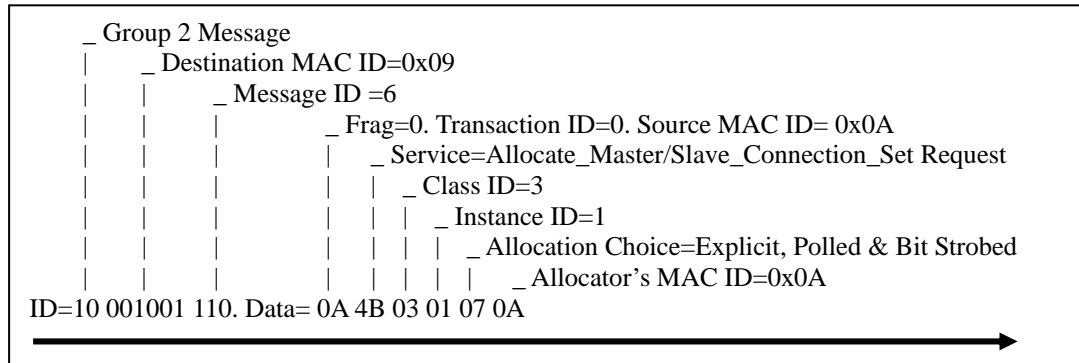 _ Group 2 Message
| _ Destination MAC ID=0x09
| | _ Message ID =6
| | | _ Frag=0. Transaction ID=0. Source MAC ID= 0x0A
| | | | _ Service=Allocate_Master/Slave_Connection_Set Request
| | | | | _ Class ID=3
| | | | | | _ Instance ID=1
| | | | | | | _ Allocation Choice=Explicit, Polled & Bit Strobed
| | | | | | | | _ Allocator’s MAC ID=0x0A
ID=10 001001 110. Data= 0A 4B 03 01 07 0A